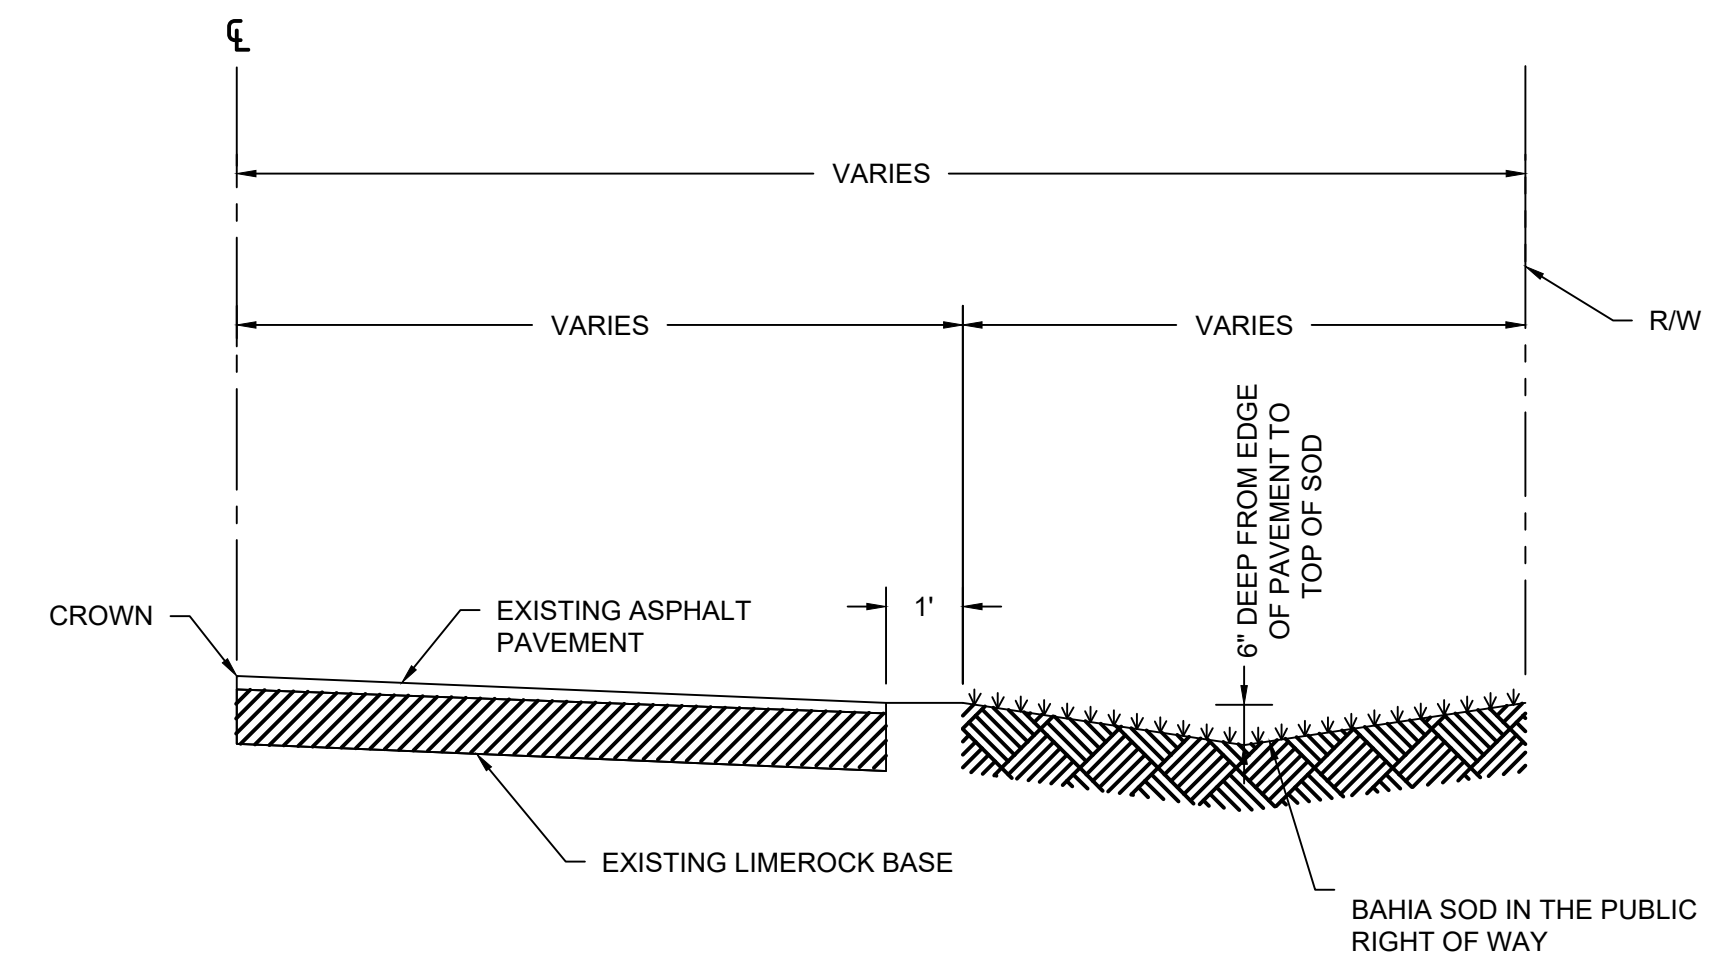 ℄
VARIES
VARIES
VARIES
R/W
6" DEEP FROM EDGE
OF PAVEMENT TO
TOP OF SOD
CROWN
EXISTING ASPHALT
PAVEMENT
1'
EXISTING LIMEROCK BASE
BAHIA SOD IN THE PUBLIC
RIGHT OF WAY